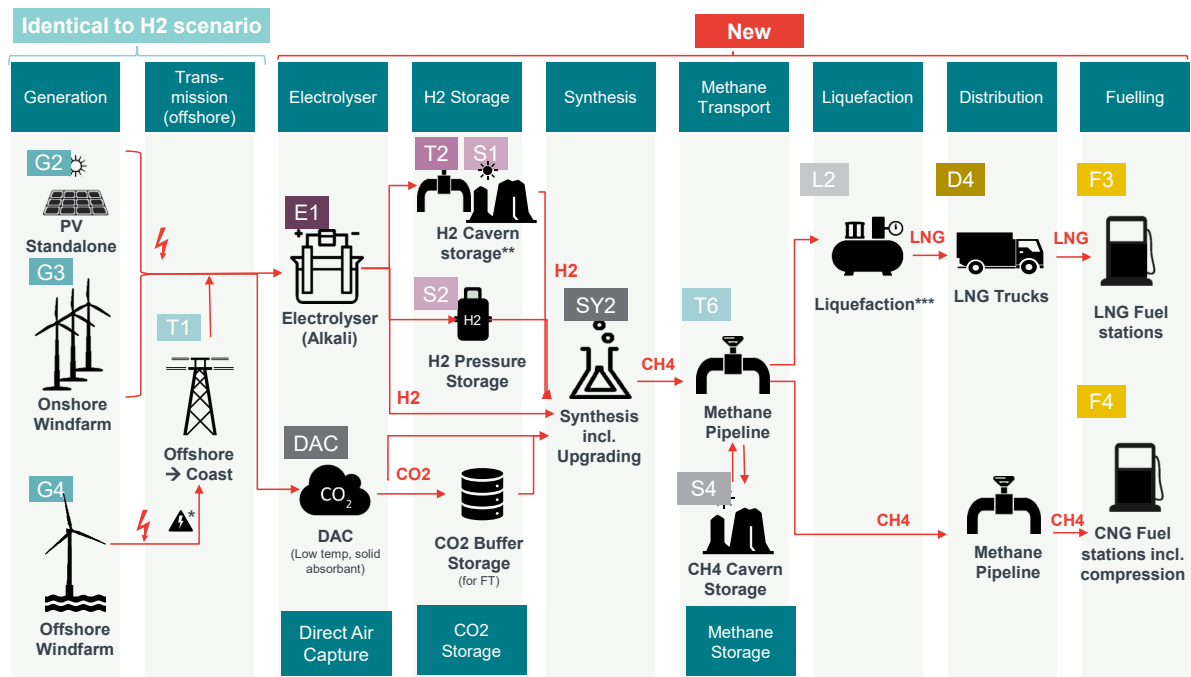 Identical to H2 scenario
New
Generation
Trans-
mission
(offshore)
Electrolyser
H2 Storage
Synthesis
Methane
Transport
Liquefaction
Distribution
Fuelling
G2
PV
Standalone
G3
Onshore
Windfarm
G4
Offshore
Windfarm
T1
Offshore
→ Coast
*
E1
Electrolyser
(Alkali)
DAC
CO2
CO2
DAC
(Low temp, solid
absorbant)
Direct Air
Capture
T2
S1
H2 Cavern
storage**
S2
H2
H2 Pressure
Storage
H2
H2
CO2 Buffer
Storage
(for FT)
CO2
Storage
SY2
Synthesis
incl.
Upgrading
CH4
T6
Methane
Pipeline
S4
CH4 Cavern
Storage
Methane
Storage
L2
Liquefaction***
LNG
D4
LNG Trucks
LNG
F3
LNG Fuel
stations
CH4
Methane
Pipeline
CH4
F4
CNG Fuel
stations incl.
compression